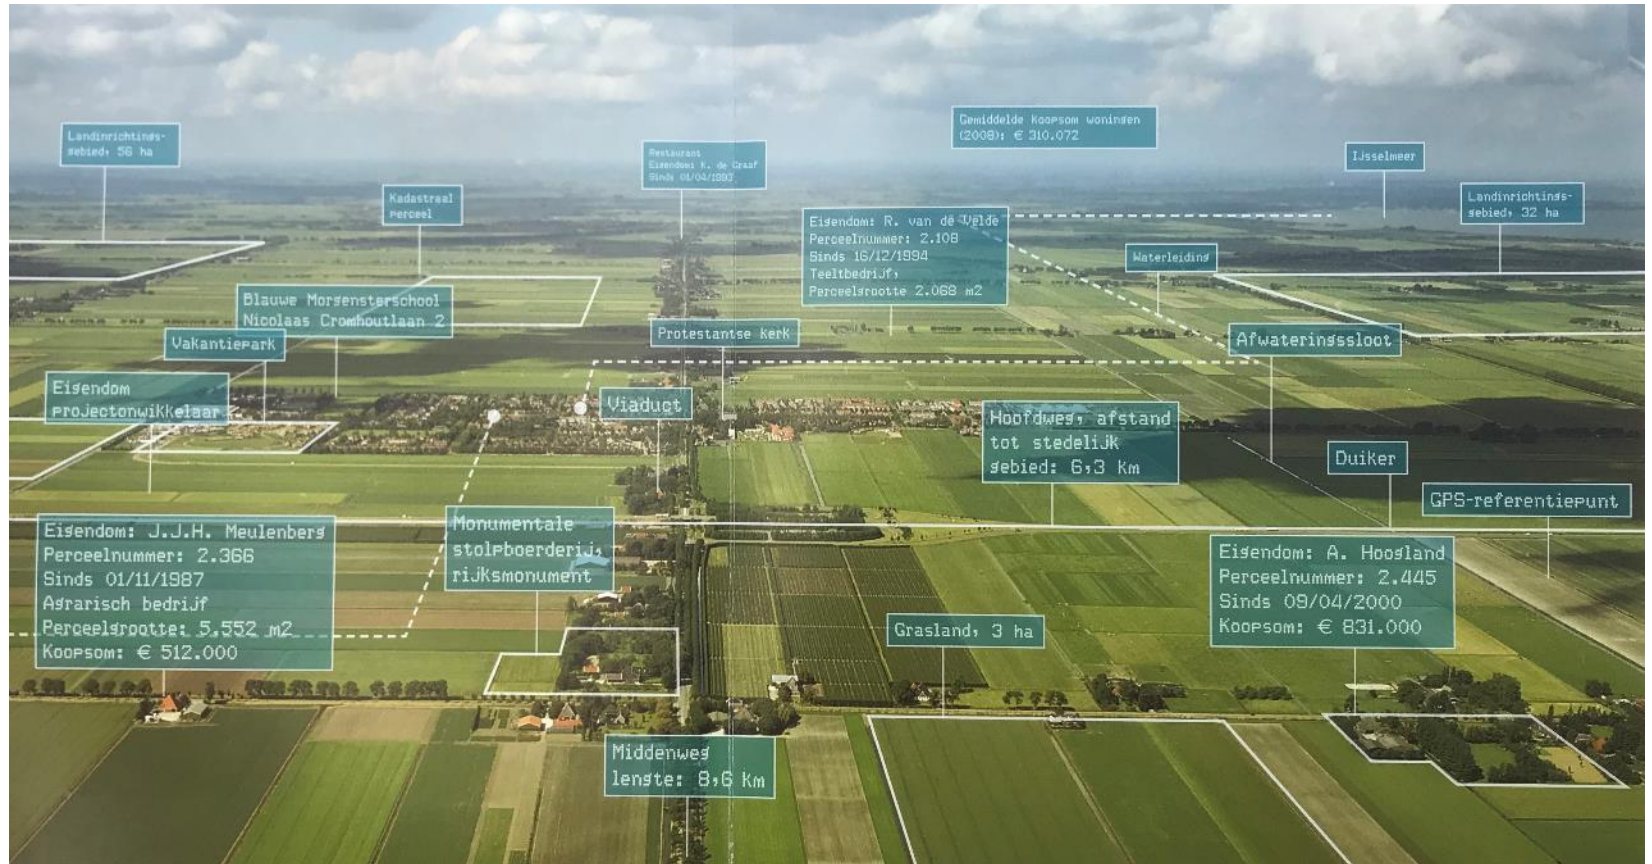 Landinrichtings-
gebied, 56 ha
Restaurant
Eigendom: K. de Graaf
Sinds 01/04/1993
Gemiddelde koopsom woningen
(2008): € 310.072
IJsselmeer
Kadastraal
perceel
Landinrichtings-
gebied, 32 ha
Eigendom: R. van de Velde
Perceelnummer: 2.108
Sinds 16/12/1994
Teeltbedrijf,
Perceelsgrootte 2.068 m2
Waterleiding
Blauwe Morgensterschool
Nicolaas Cromhoutlaan 2
Vakantiepark
Protestantse kerk
Afwateringssloot
Eigendom
projectonwikkelaar
Viaduct
Hoofdweg, afstand
tot stedelijk
gebied: 6,3 km
Duiker
GPS-referentiepunt
Eigendom: J.J.H. Meulenberg
Perceelnummer: 2.366
Sinds 01/11/1987
Agrarisch bedrijf
Perceelsgrootte: 5.552 m2
Koopsom: € 512.000
Monumentale
stolpboerderij,
rijksmonument
Eigendom: A. Hoogland
Perceelnummer: 2.445
Sinds 09/04/2000
Koopsom: € 831.000
Grasland, 3 ha
Middenweg
lengte: 8,6 km